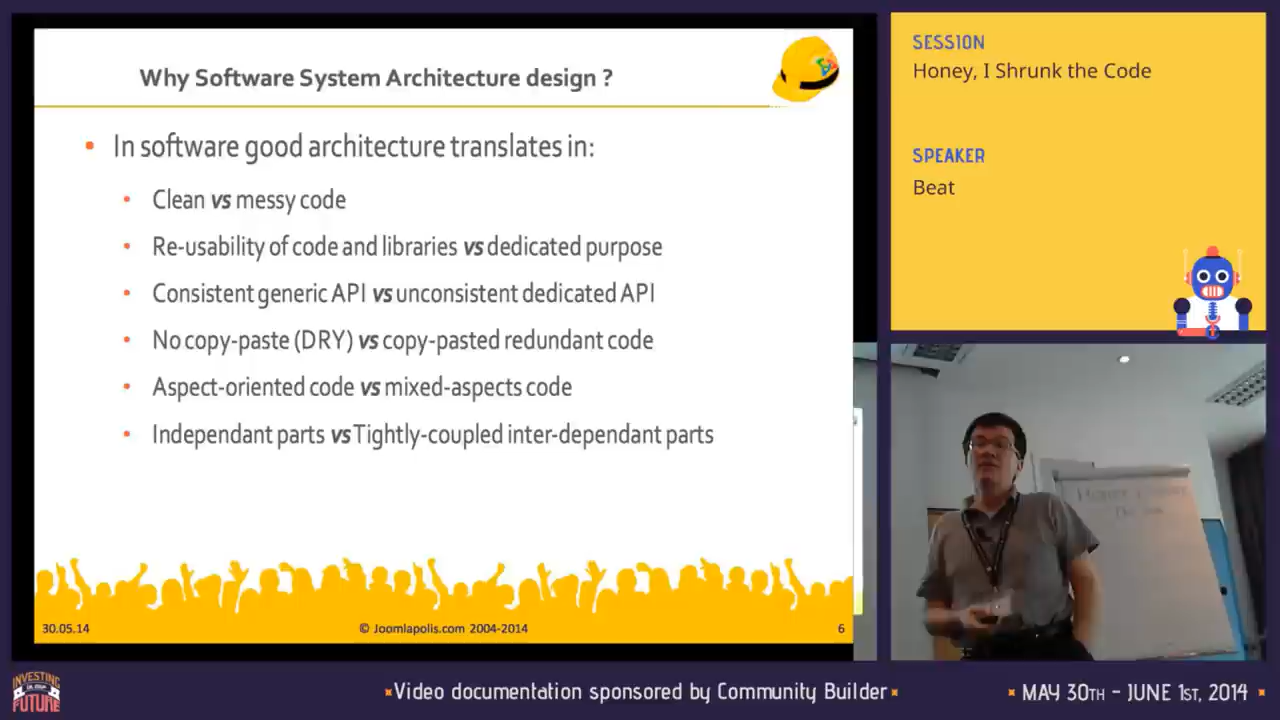 Why Software System Architecture design ?
• In software good architecture translates in:
• Clean vs messy code
• Re-usability of code and libraries vs dedicated purpose
• Consistent generic API vs unconsistent dedicated API
• No copy-paste (DRY) vs copy-pasted redundant code
• Aspect-oriented code vs mixed-aspects code
• Independant parts vs Tightly-coupled inter-dependant parts
30.05.14
© Joomlapolis.com 2004-2014
6
SESSION
Honey, I Shrunk the Code
SPEAKER
Beat
INVESTING
IN OUR
FUTURE
Video documentation sponsored by Community Builder
MAY 30TH - JUNE 1ST, 2014